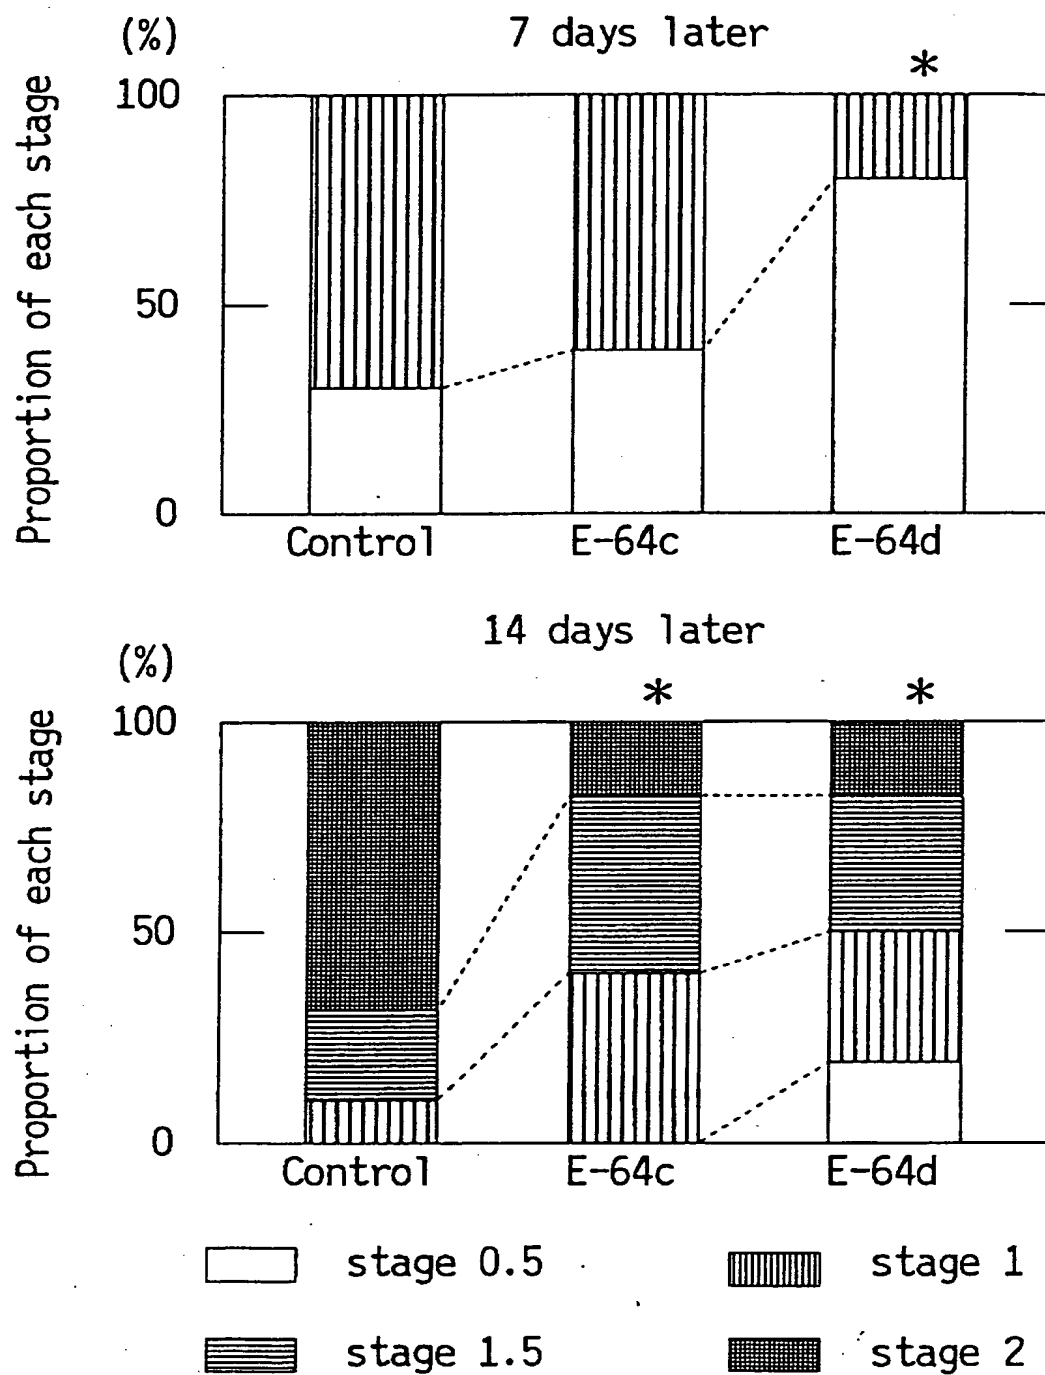 (%)
7 days later
*
Proportion of each stage
100
50
0
Control
E-64c
E-64d
14 days later
(%)
*
*
Proportion of each stage
100
50
0
Control
E-64c
E-64d
stage 0.5
stage 1
stage 1.5
stage 2